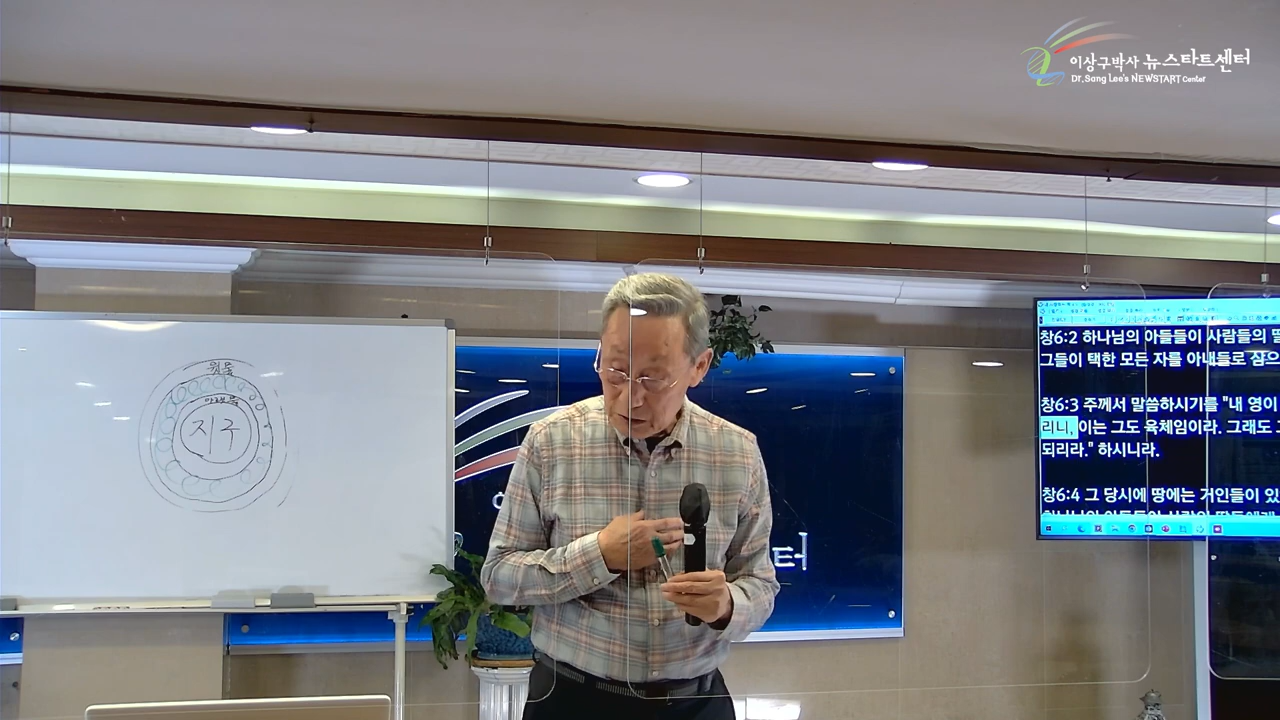 이상구박사 뉴스타트센터
Dr. Sang Lee's NEWSTART Center
윗물
지구
창6:2 하나님의 아들들이 사람들의 딸
그들이 택한 모든 자를 아내들로 삼으
창6:3 주께서 말씀하시기를 "내 영이
리니, 이는 그도 육체임이라. 그래도 그
되리라." 하시니라.
창6:4 그 당시에 땅에는 거인들이 있
터